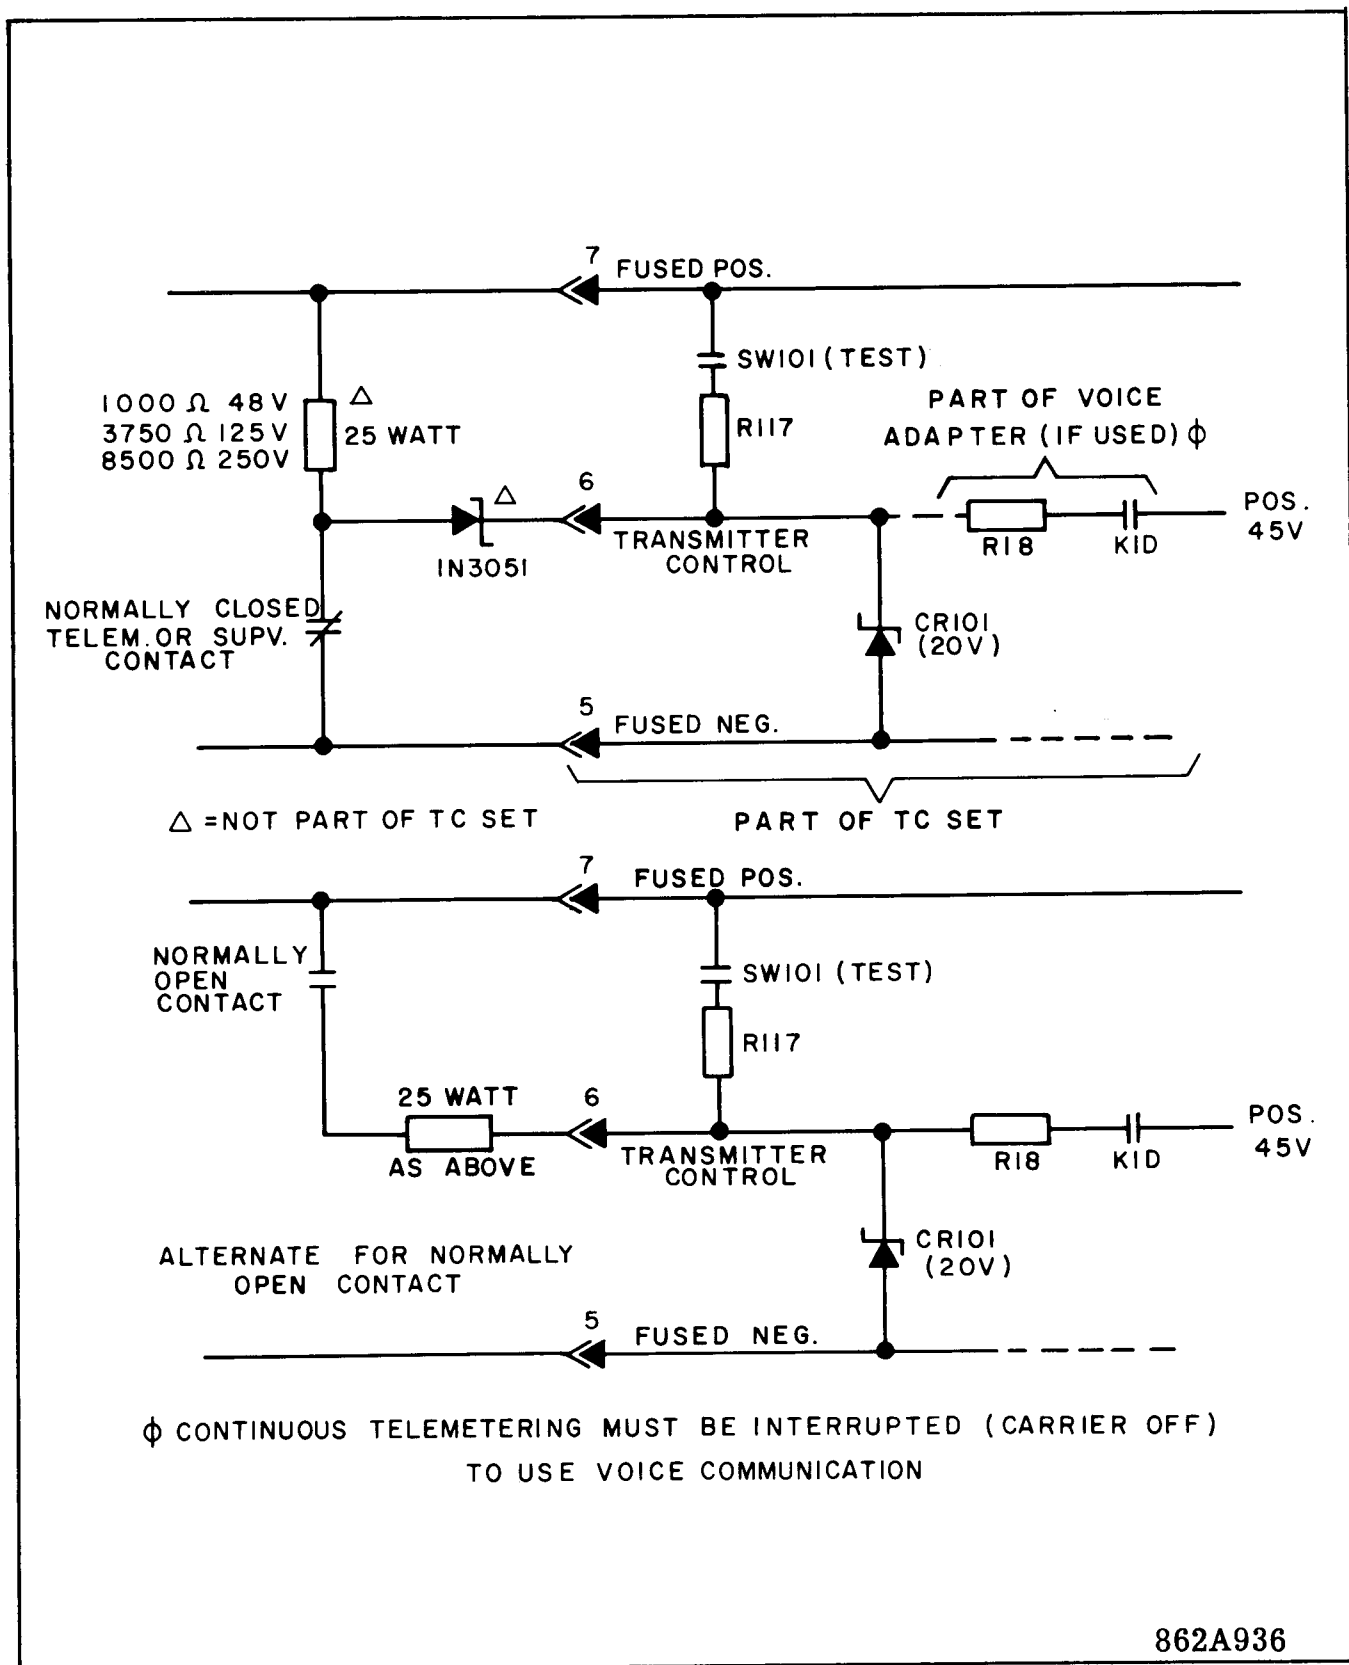 7
FUSED POS.
SW101 (TEST)
1000 Ω 48V
3750 Ω 125V
8500 Ω 250V
△
25 WATT
R117
PART OF VOICE
ADAPTER (IF USED) ϕ
6
△
1N3051
TRANSMITTER
CONTROL
R18
K1D
POS.
45V
NORMALLY CLOSED
TELEM. OR SUPV.
CONTACT
CR101
(20V)
5
FUSED NEG.
△ = NOT PART OF TC SET
PART OF TC SET
7
FUSED POS.
NORMALLY
OPEN
CONTACT
SW101 (TEST)
R117
25 WATT
AS ABOVE
6
TRANSMITTER
CONTROL
R18
K1D
POS.
45V
ALTERNATE FOR NORMALLY
OPEN CONTACT
CR101
(20V)
5
FUSED NEG.
ϕ CONTINUOUS TELEMETERING MUST BE INTERRUPTED (CARRIER OFF)
TO USE VOICE COMMUNICATION
862A936